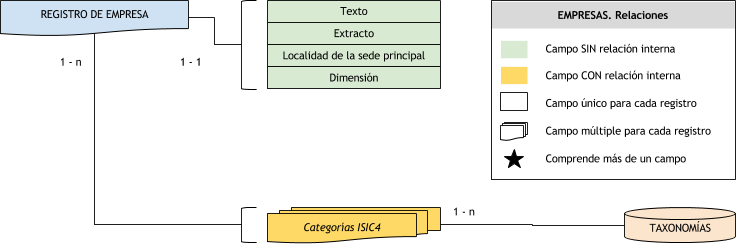 REGISTRO DE EMPRESA
1 - n
1 - 1
Texto
Extracto
Localidad de la sede principal
Dimensión
EMPRESAS. Relaciones
Campo SIN relación interna
Campo CON relación interna
Campo único para cada registro
Campo múltiple para cada registro
Comprende más de un campo
Categorias ISIC4
1 - n
TAXONOMÍAS